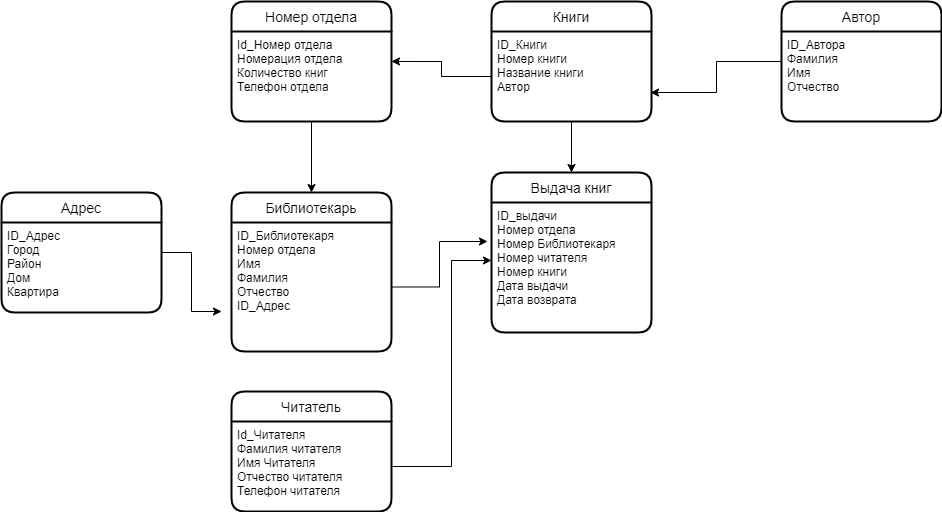 Номер отдела
Id_Номер отдела
Номерация отдела
Количество книг
Телефон отдела
Книги
ID_Книги
Номер книги
Название книги
Автор
Автор
ID_Автора
Фамилия
Имя
Отчество
Адрес
ID_Адрес
Город
Район
Дом
Квартира
Библиотекарь
ID_Библиотекаря
Номер отдела
Имя
Фамилия
Отчество
ID_Адрес
Выдача книг
ID_выдачи
Номер отдела
Номер Библиотекаря
Номер читателя
Номер книги
Дата выдачи
Дата возврата
Читатель
Id_Читателя
Фамилия читателя
Имя Читателя
Отчество читателя
Телефон читателя